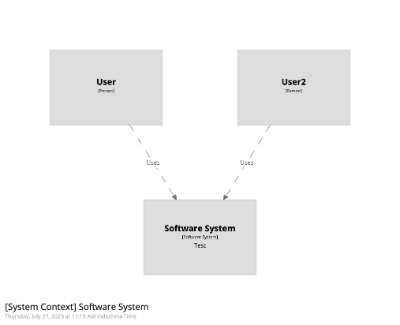 User
[Person]
User2
[Person]
Uses
Uses
Software System
[Software System]
Test
[System Context] Software System
Thursday, July 27, 2023 at 11:19 AM Indochina Time